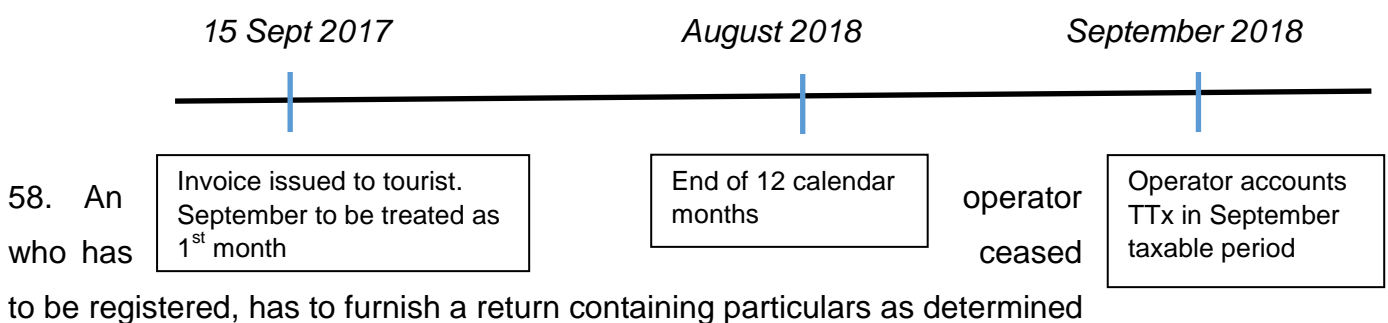 15 Sept 2017 August 2018 September 2018
Invoice issued to tourist.
September to be treated as
1st month
End of 12 calendar
months
Operator accounts
TTx in September
taxable period
58. An operator
who has ceased
to be registered, has to furnish a return containing particulars as determined